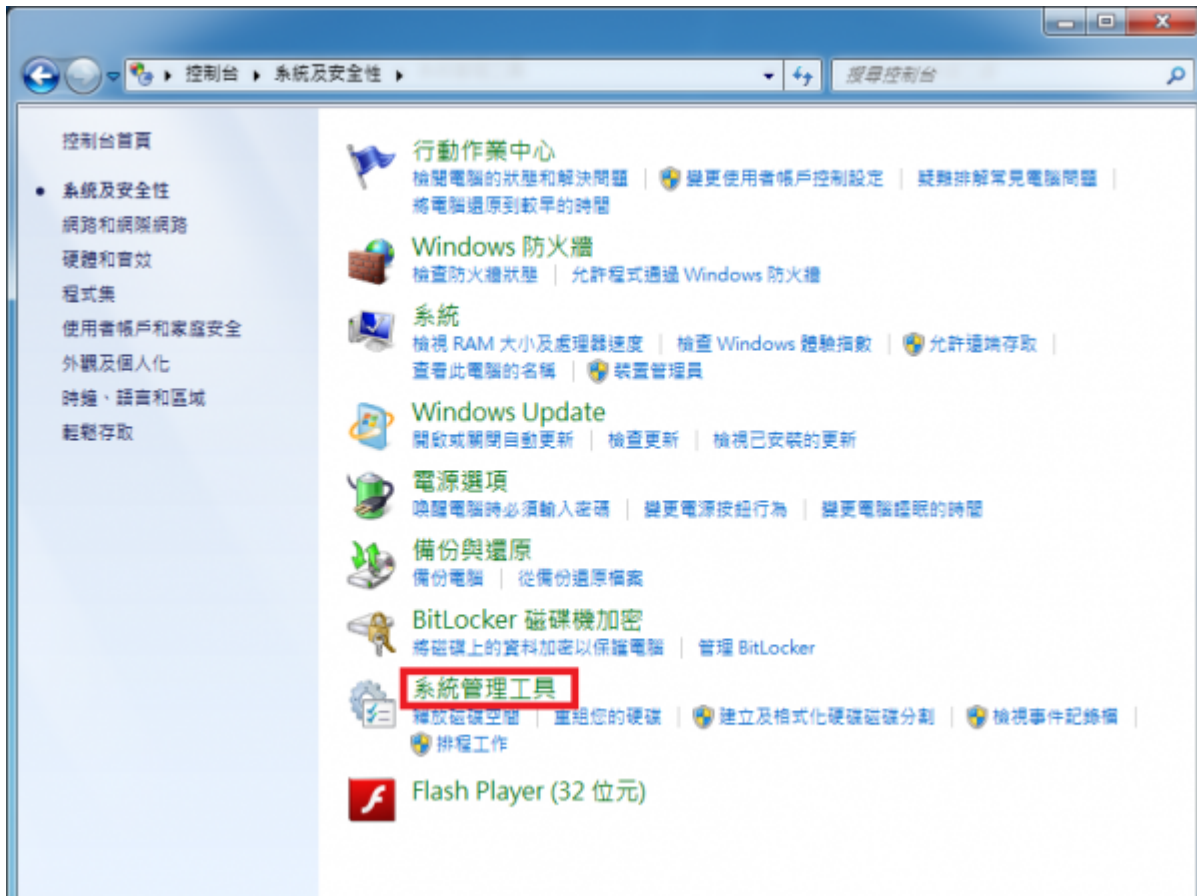 控制台 ▸ 系統及安全性 ▸
搜尋控制台
控制台首頁
系統及安全性
網路和網際網路
硬體和音效
程式集
使用者帳戶和家庭安全
外觀及個人化
時鐘、語言和區域
輕鬆存取
行動作業中心
檢閱電腦的狀態和解決問題 | 變更使用者帳戶控制設定 | 疑難排解常見電腦問題 |
將電腦還原到較早的時間
Windows 防火牆
檢查防火牆狀態 | 允許程式通過 Windows 防火牆
系統
檢視 RAM 大小及處理器速度 | 檢查 Windows 體驗指數 | 允許遠端存取 |
查看此電腦的名稱 | 裝置管理員
Windows Update
開啟或關閉自動更新 | 檢查更新 | 檢視已安裝的更新
電源選項
喚醒電腦時必須輸入密碼 | 變更電源按鈕行為 | 變更電腦睡眠的時間
備份與還原
備份電腦 | 從備份還原檔案
BitLocker 磁碟機加密
將磁碟上的資料加密以保護電腦 | 管理 BitLocker
系統管理工具
釋放磁碟空間 | 重組您的硬碟 | 建立及格式化硬碟磁碟分割 | 檢視事件記錄檔 |
排程工作
Flash Player (32 位元)